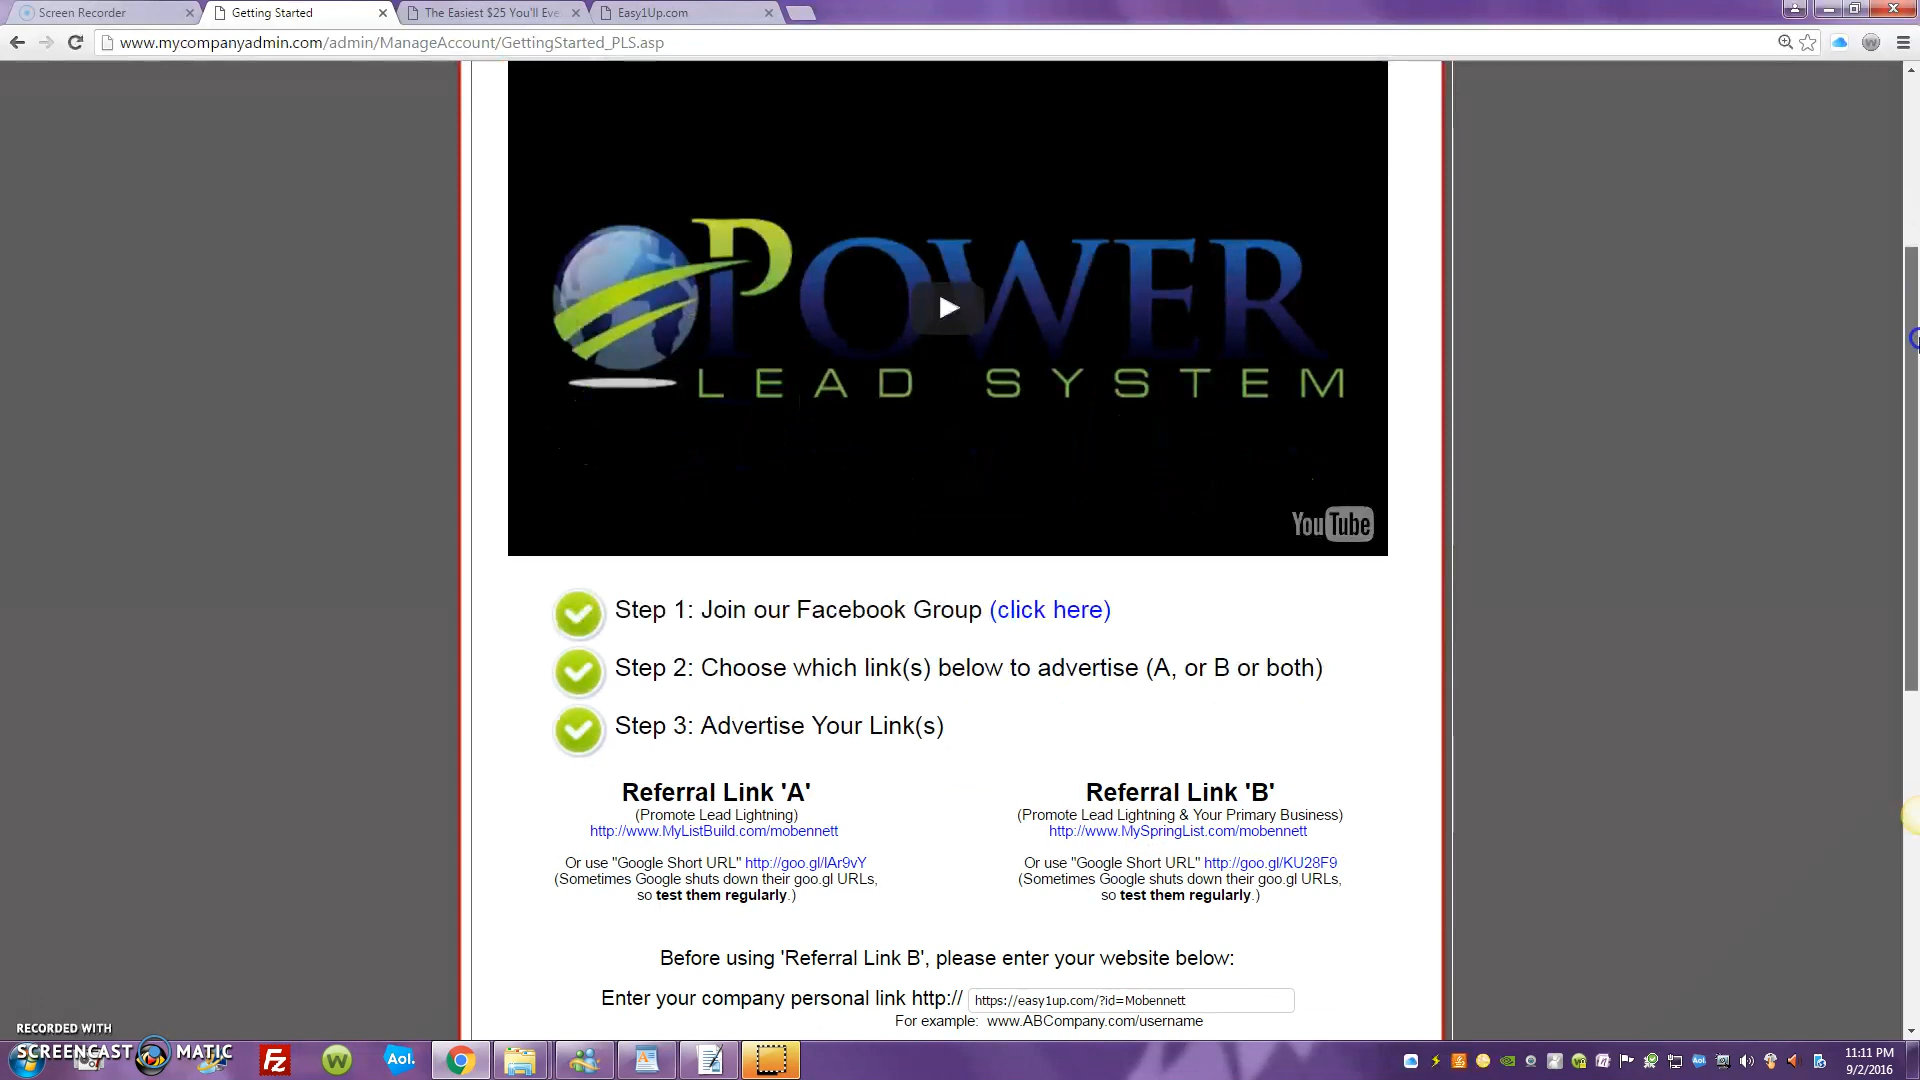 Screen Recorder
Getting Started
The Easiest $25 You'll Eve
Easy1Up.com
www.mycompanyadmin.com/admin/ManageAccount/GettingStarted_PLS.asp
POWER
LEAD SYSTEM
YouTube
Step 1: Join our Facebook Group (click here)
Step 2: Choose which link(s) below to advertise (A, or B or both)
Step 3: Advertise Your Link(s)
Referral Link 'A'
(Promote Lead Lightning)
http://www.MyListBuild.com/mobennett
Or use "Google Short URL" http://goo.gl/IAr9vY
(Sometimes Google shuts down their goo.gl URLs,
so test them regularly.)
Referral Link 'B'
(Promote Lead Lightning & Your Primary Business)
http://www.MySpringList.com/mobennett
Or use "Google Short URL" http://goo.gl/KU28F9
(Sometimes Google shuts down their goo.gl URLs,
so test them regularly.)
Before using 'Referral Link B', please enter your website below:
Enter your company personal link http:// https://easy1up.com/?id=Mobennett
For example: www.ABCompany.com/username
RECORDED WITH
SCREENCAST MATIC
Fz
W
Aol.
11:11 PM
9/2/2016